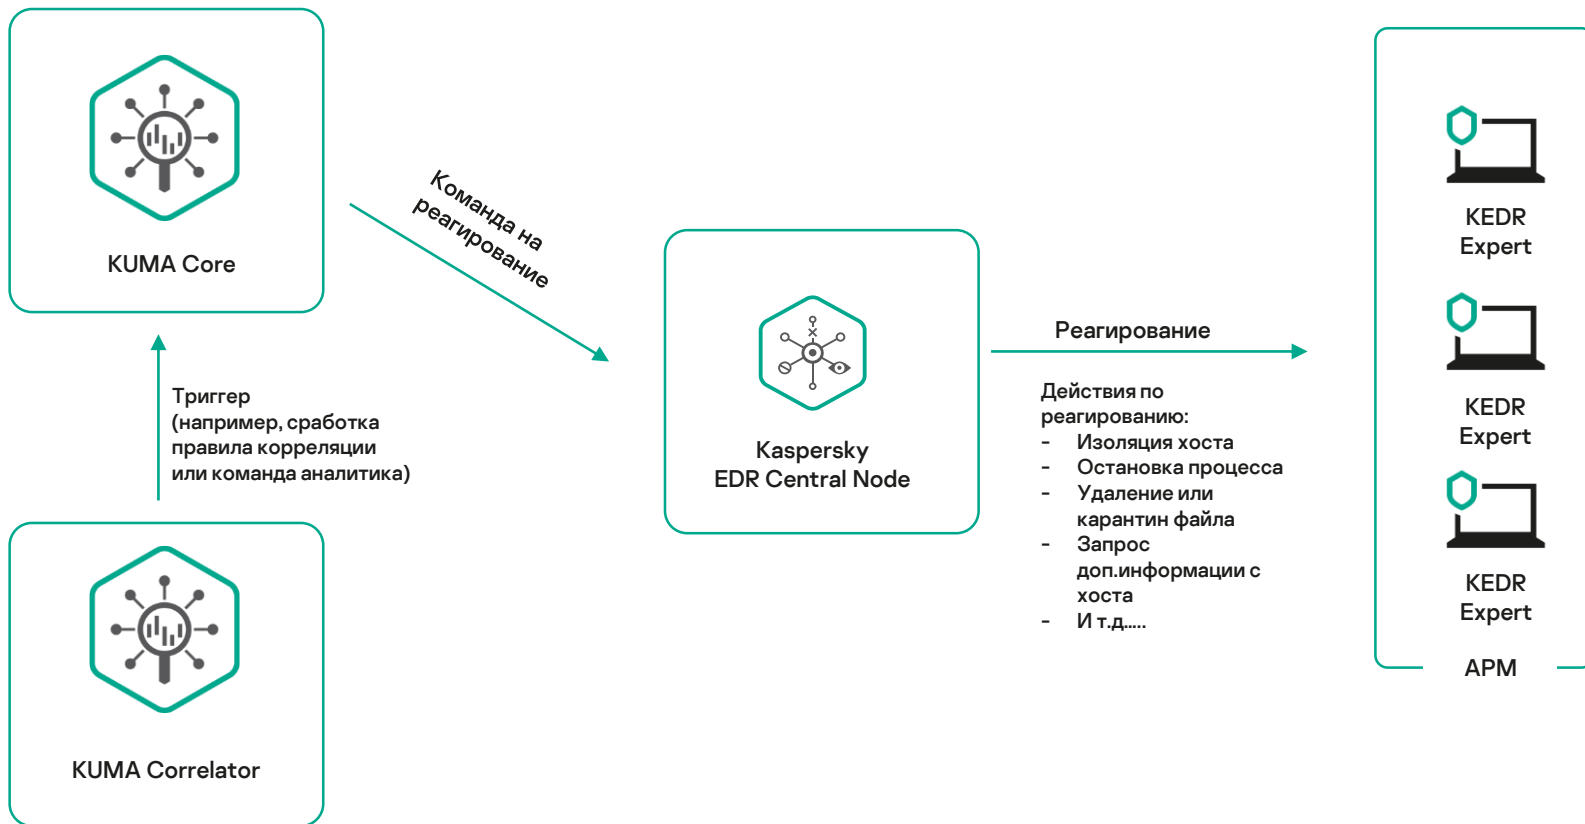 KUMA Core
Команда на
реагирование
Триггер
(например, сработка
правила корреляции
или команда аналитика)
KUMA Correlator
Kaspersky
EDR Central Node
Реагирование
Действия по
реагированию:
- Изоляция хоста
- Остановка процесса
- Удаление или
карантин файла
- Запрос
доп.информации с
хоста
- И т.д.....
KEDR
Expert
KEDR
Expert
KEDR
Expert
АРМ